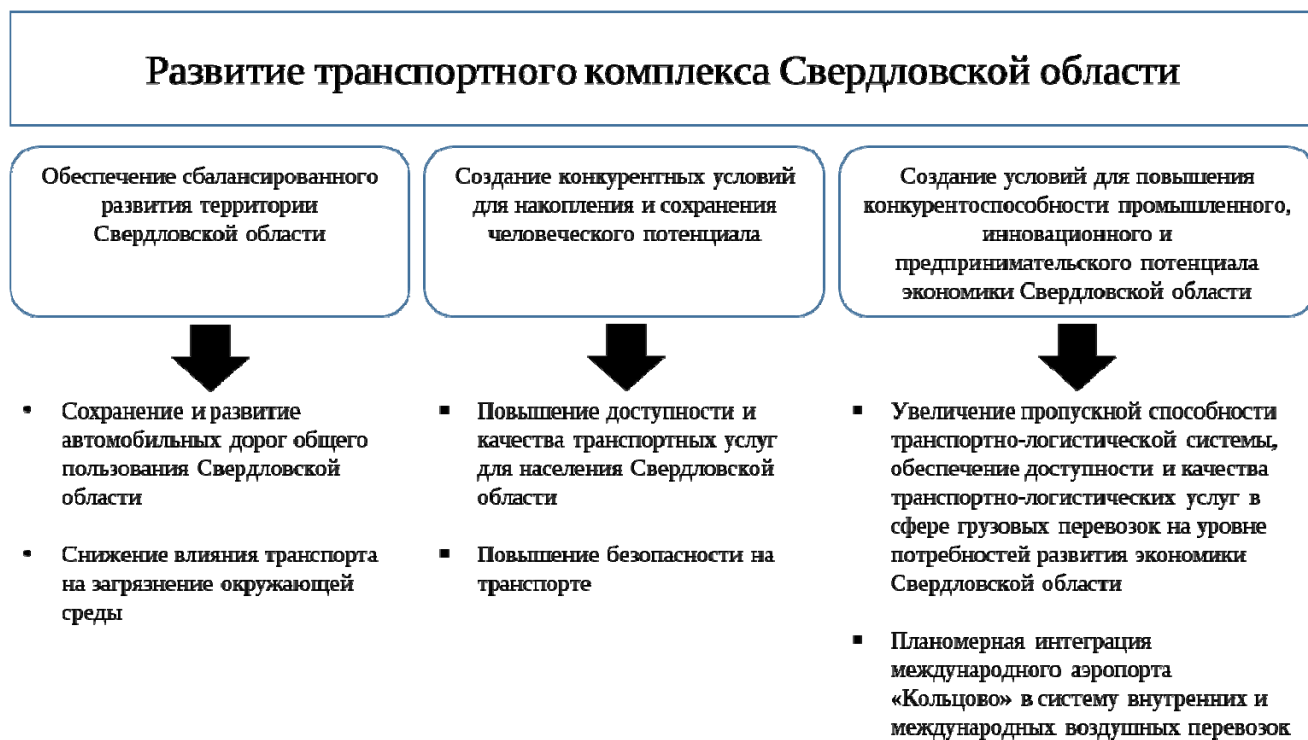 Развитие транспортного комплекса Свердловской области
Обеспечение сбалансированного
развития территории
Свердловской области
Создание конкурентных условий
для накопления и сохранения
человеческого потенциала
Создание условий для повышения
конкурентоспособности промышленного,
инновационного и
предпринимательского потенциала
экономики Свердловской области
• Сохранение и развитие
автомобильных дорог общего
пользования Свердловской
области
• Снижение влияния транспорта
на загрязнение окружающей
среды
▪ Повышение доступности и
качества транспортных услуг
для населения Свердловской
области
▪ Повышение безопасности на
транспорте
▪ Увеличение пропускной способности
транспортно-логистической системы,
обеспечение доступности и качества
транспортно-логистических услуг в
сфере грузовых перевозок на уровне
потребностей развития экономики
Свердловской области
▪ Планомерная интеграция
международного аэропорта
«Кольцово» в систему внутренних и
международных воздушных перевозок